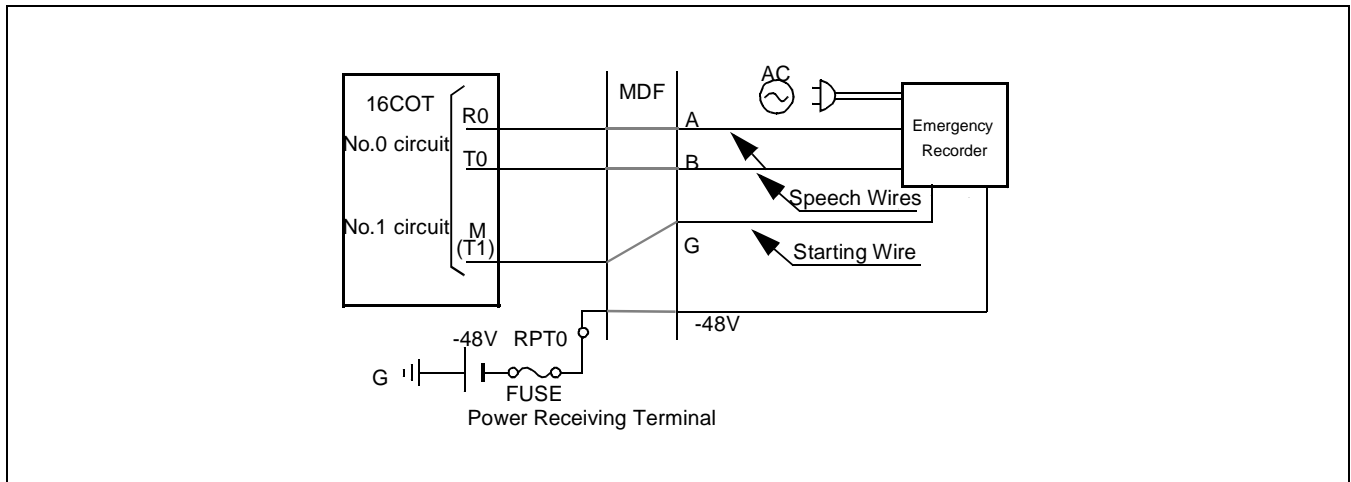 16COT
No.0 circuit
R0
T0
No.1 circuit
M
(T1)
MDF
A
B
G
AC
Emergency
Recorder
Speech Wires
Starting Wire
-48V
-48V
RPT0
G
FUSE
Power Receiving Terminal